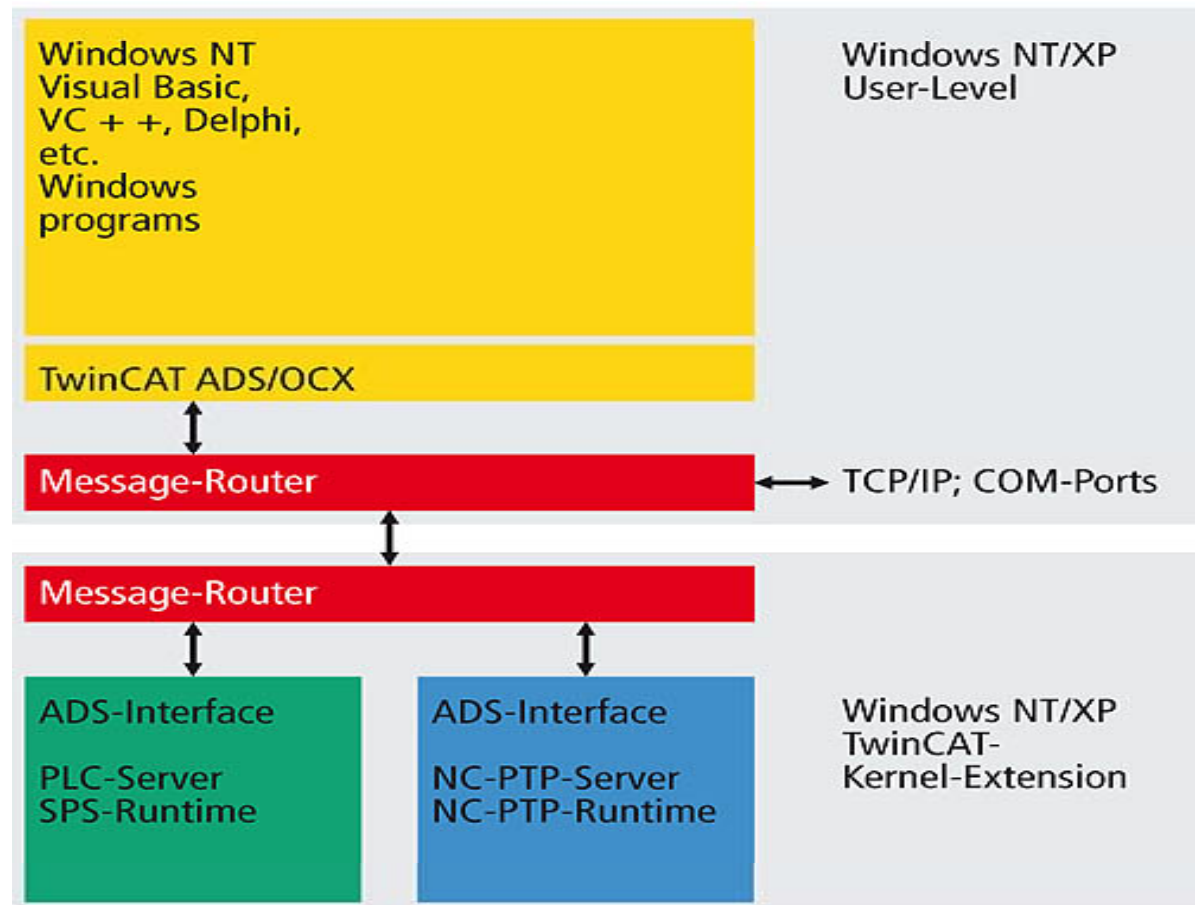 Windows NT
Visual Basic,
VC + +, Delphi,
etc.
Windows
programs
Windows NT/XP
User-Level
TwinCAT ADS/OCX
Message-Router
TCP/IP; COM-Ports
Message-Router
ADS-Interface
PLC-Server
SPS-Runtime
ADS-Interface
NC-PTP-Server
NC-PTP-Runtime
Windows NT/XP
TwinCAT-
Kernel-Extension